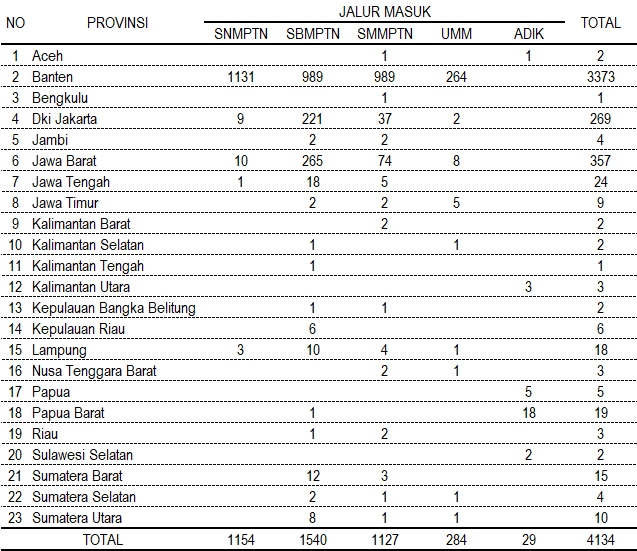 NO PROVINSI JALUR MASUK TOTAL
SNMPTN SBMPTN SMMPTN UMM ADIK
1 Aceh 1 1 2
2 Banten 1131 989 989 264 3373
3 Bengkulu 1 1
4 Dki Jakarta 9 221 37 2 269
5 Jambi 2 2 4
6 Jawa Barat 10 265 74 8 357
7 Jawa Tengah 1 18 5 24
8 Jawa Timur 2 2 5 9
9 Kalimantan Barat 2 2
10 Kalimantan Selatan 1 1 2
11 Kalimantan Tengah 1 1
12 Kalimantan Utara 3 3
13 Kepulauan Bangka Belitung 1 1 2
14 Kepulauan Riau 6 6
15 Lampung 3 10 4 1 18
16 Nusa Tenggara Barat 2 1 3
17 Papua 5 5
18 Papua Barat 1 18 19
19 Riau 1 2 3
20 Sulawesi Selatan 2 2
21 Sumatera Barat 12 3 15
22 Sumatera Selatan 2 1 1 4
23 Sumatera Utara 8 1 1 10
TOTAL 1154 1540 1127 284 29 4134